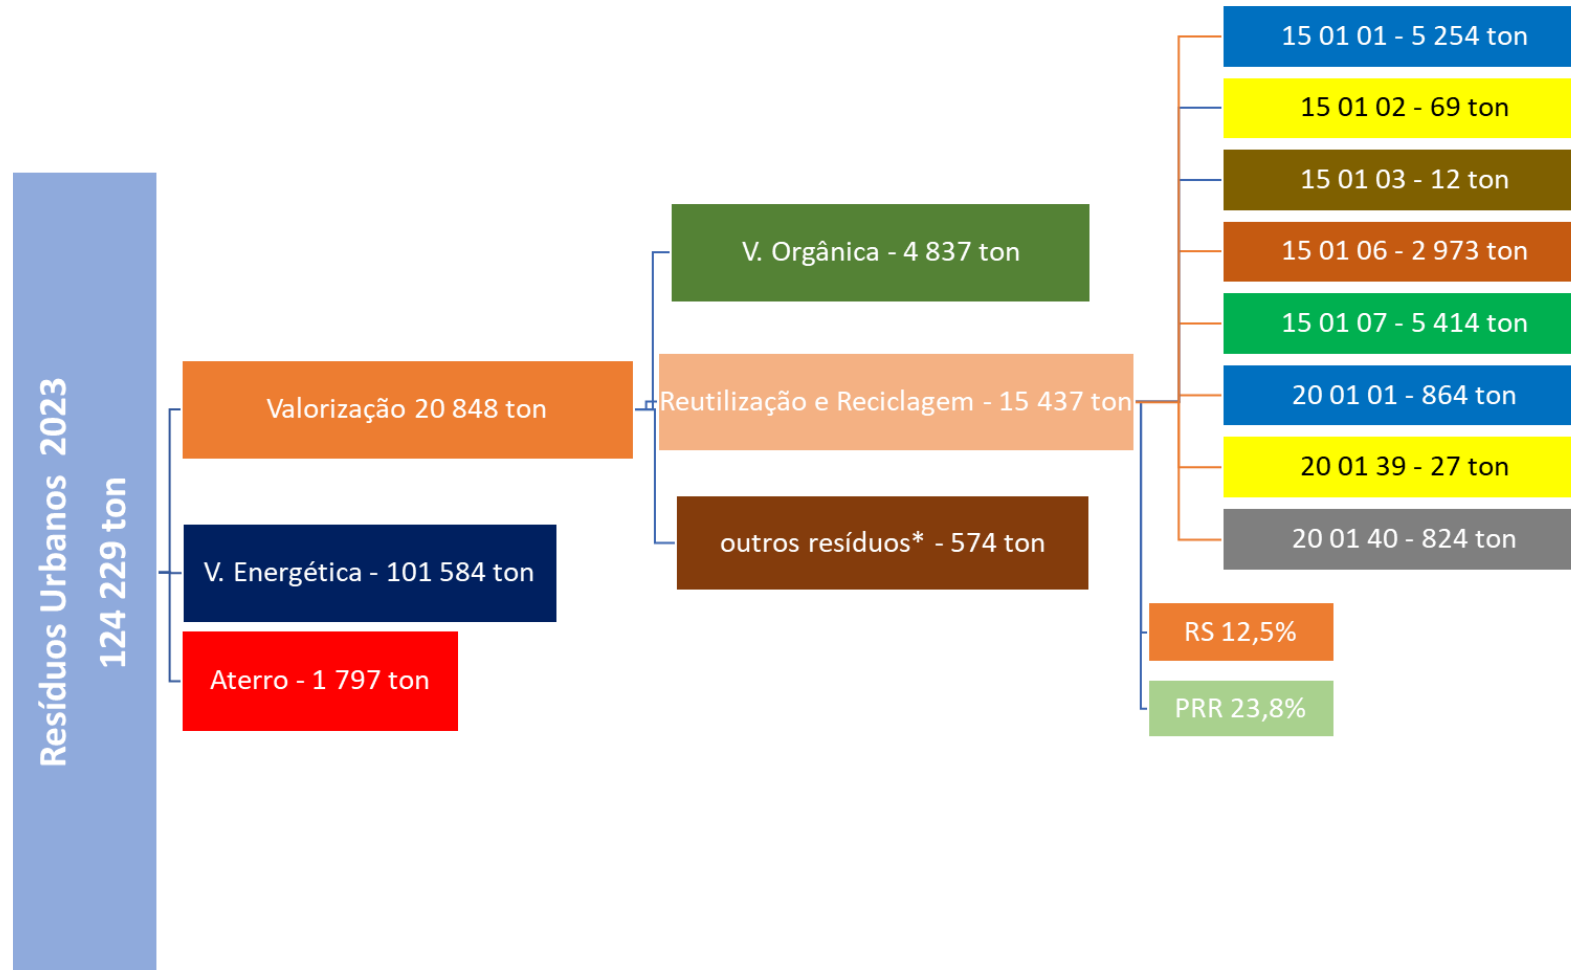 Resíduos Urbanos 2023
124 229 ton
Valorização 20 848 ton
V. Energética - 101 584 ton
Aterro - 1 797 ton
V. Orgânica - 4 837 ton
Reutilização e Reciclagem - 15 437 ton
outros resíduos* - 574 ton
15 01 01 - 5 254 ton
15 01 02 - 69 ton
15 01 03 - 12 ton
15 01 06 - 2 973 ton
15 01 07 - 5 414 ton
20 01 01 - 864 ton
20 01 39 - 27 ton
20 01 40 - 824 ton
RS 12,5%
PRR 23,8%